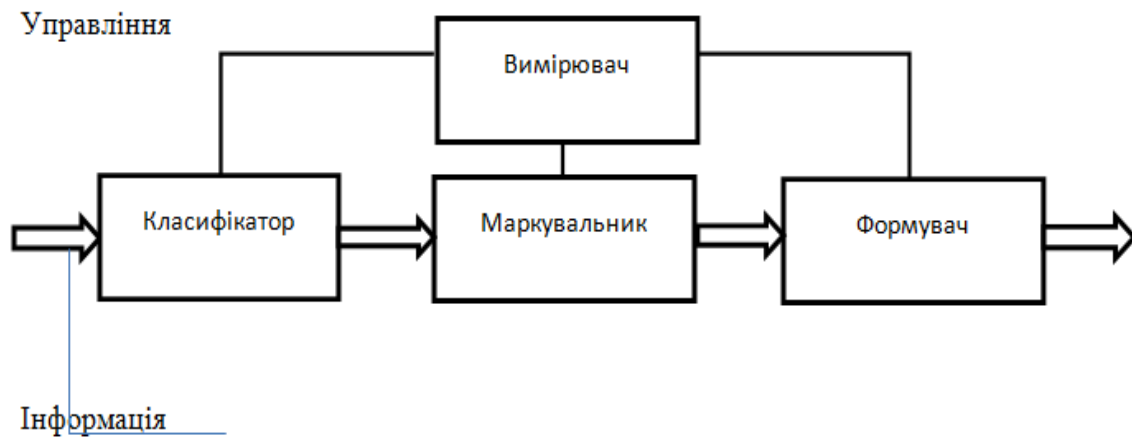 Управління
Вимірювач
Класифікатор
Маркувальник
Формувач
Інформація